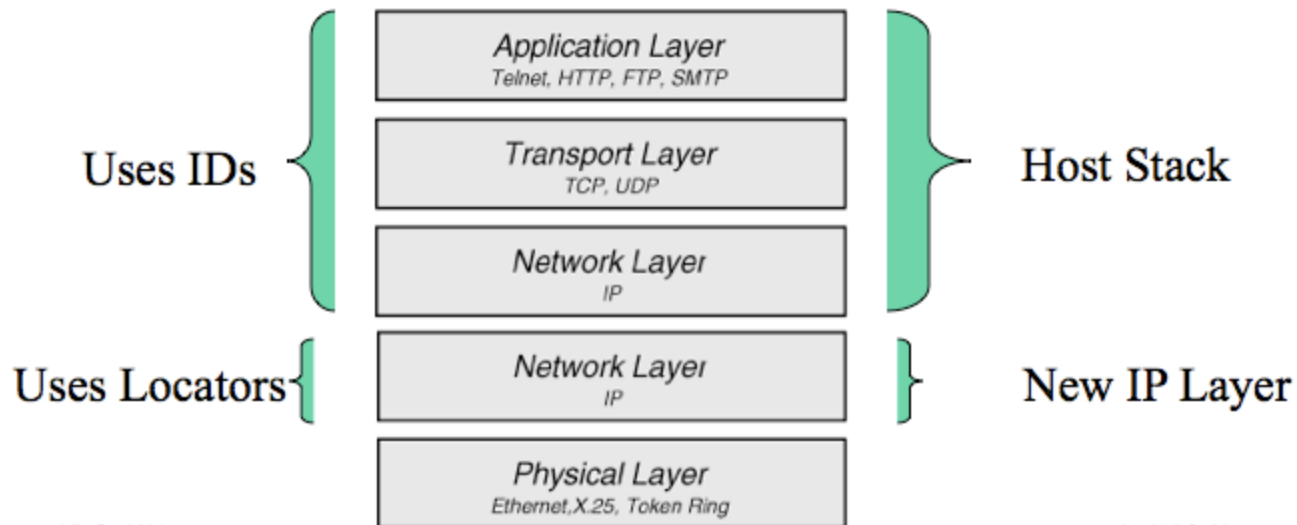 Application Layer
Telnet, HTTP, FTP, SMTP
Uses IDs
Transport Layer
TCP, UDP
Host Stack
Network Layer
IP
Uses Locators
Network Layer
IP
New IP Layer
Physical Layer
Ethernet,X.25, Token Ring